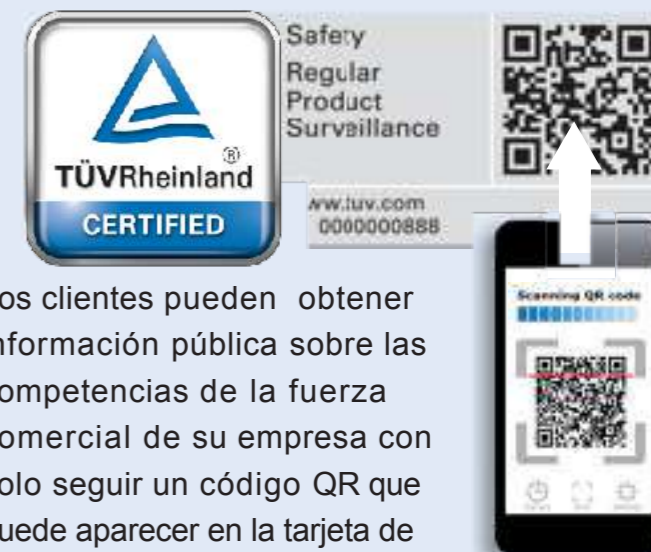 Safety
Regular
Product
Surveillance
TÜVRheinland®
CERTIFIED
ww.tuv.com
0000000888
Scanning QR code
os clientes pueden obtener
nformación pública sobre las
ompetencias de la fuerza
omercial de su empresa con
olo seguir un código QR que
uede aparecer en la tarjeta de